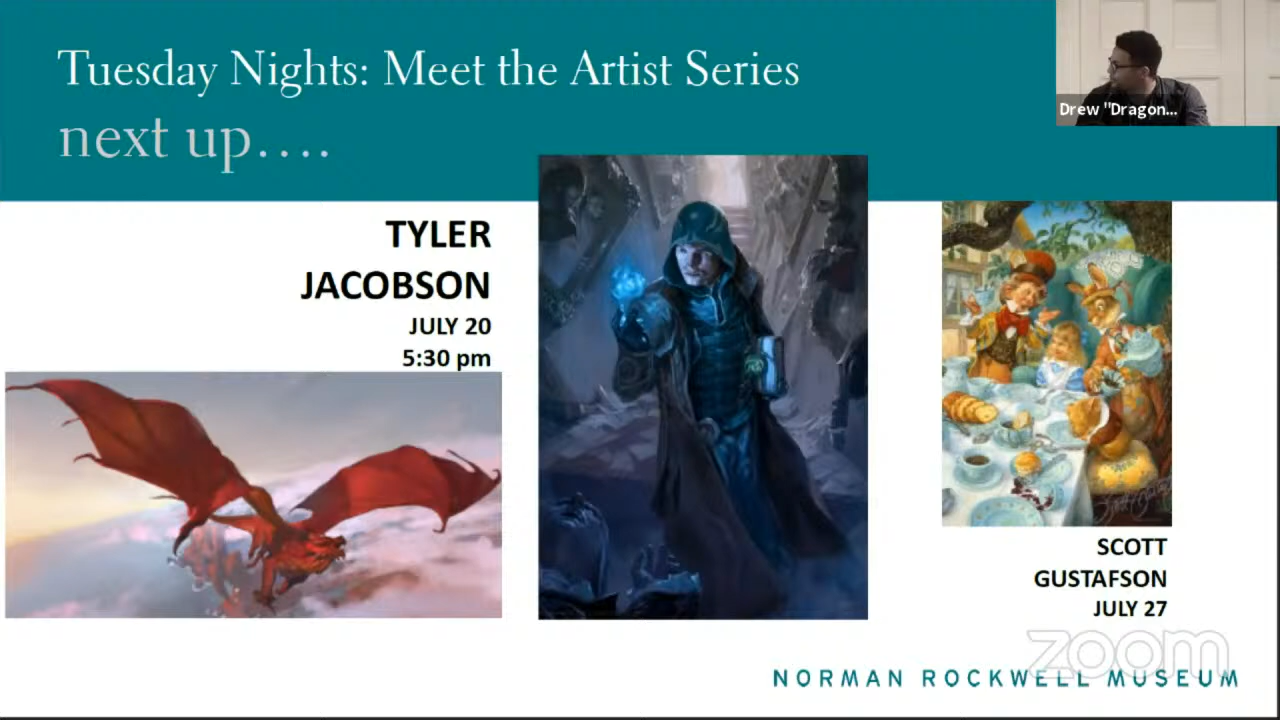 Tuesday Nights: Meet the Artist Series
next up....
Drew "Dragon...
TYLER
JACOBSON
JULY 20
5:30 pm
SCOTT
GUSTAFSON
JULY 27
zoom
NORMAN ROCKWELL MUSEUM